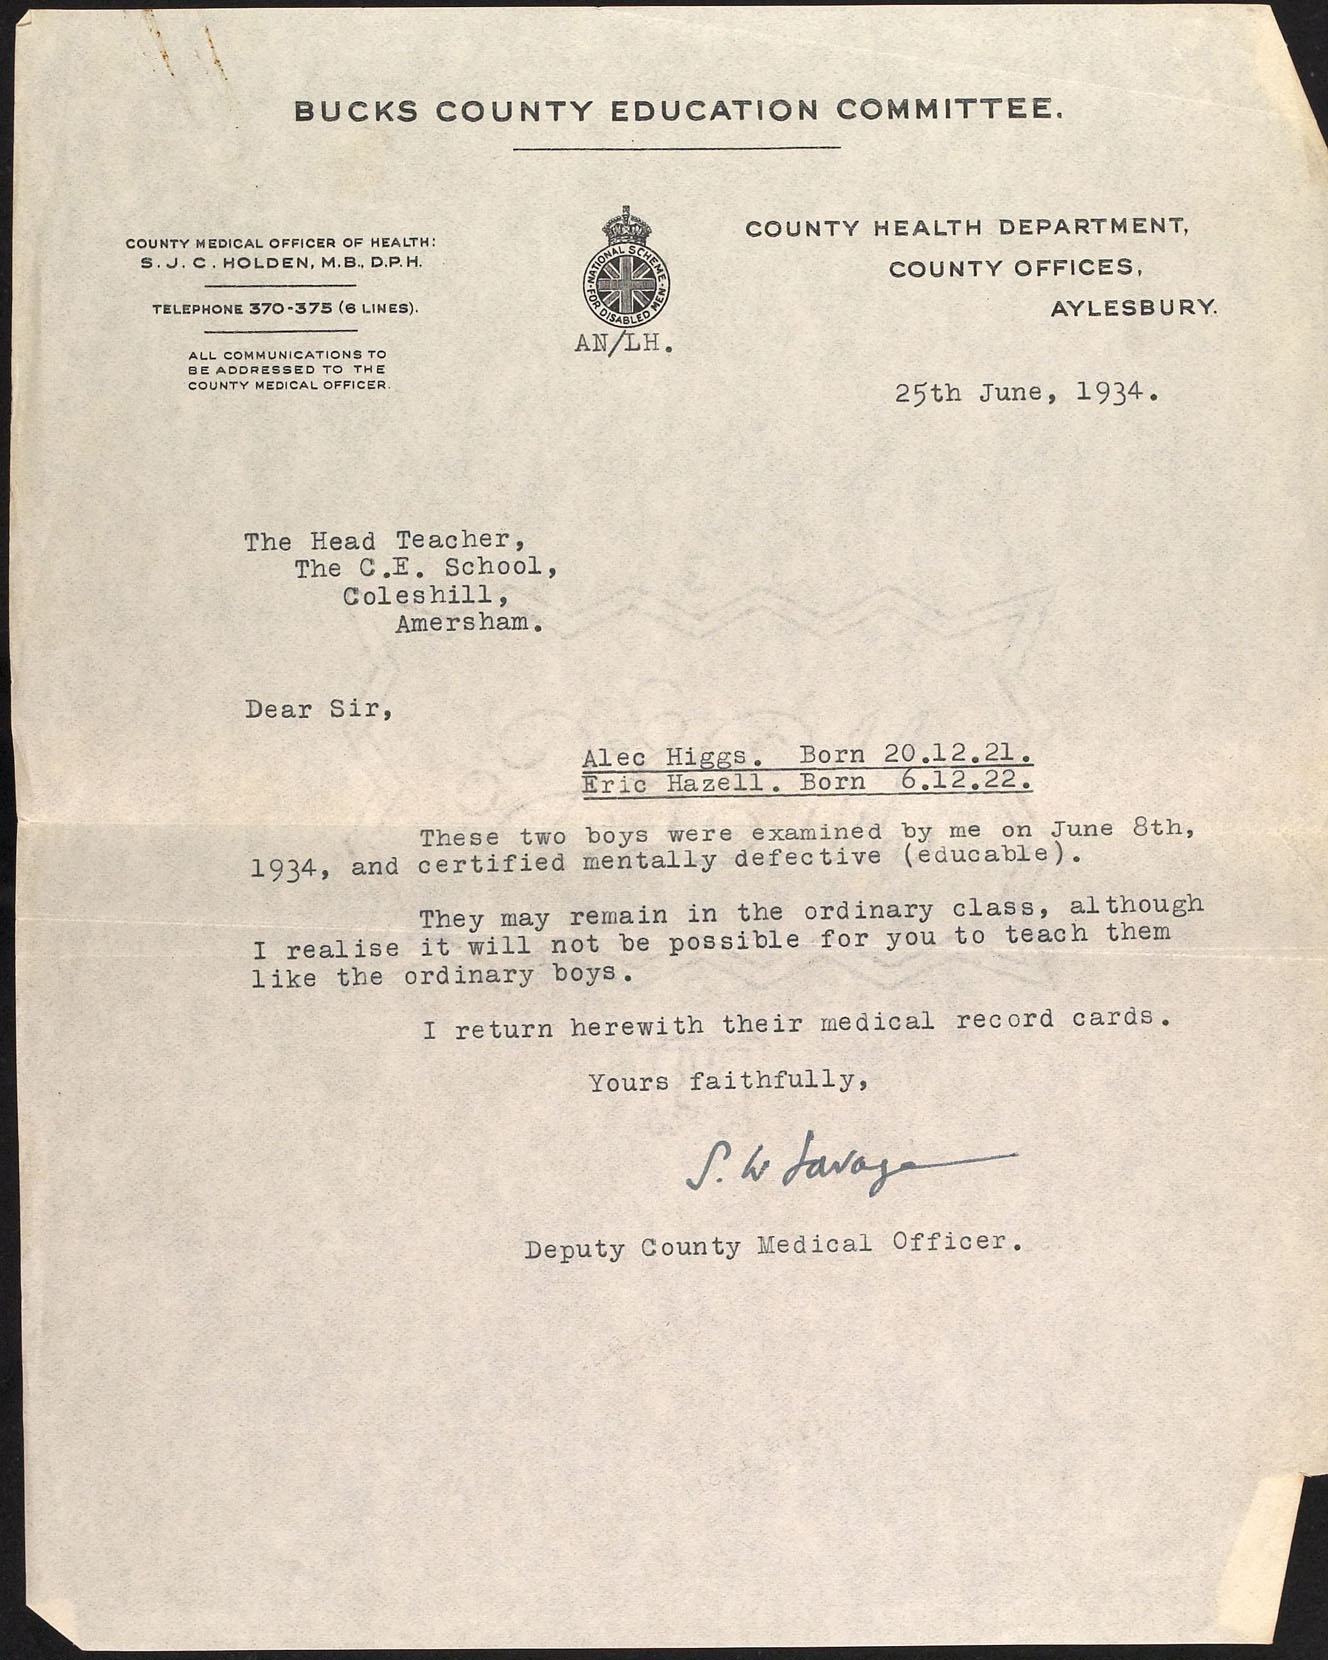 BUCKS COUNTY EDUCATION COMMITTEE.
COUNTY MEDICAL OFFICER OF HEALTH:
S. J. C. HOLDEN, M.B., D.P.H.
TELEPHONE 370-375 (6 LINES).
ALL COMMUNICATIONS TO
BE ADDRESSED TO THE
COUNTY MEDICAL OFFICER.
NATIONAL SCHEME
FOR DISABLED MEN
AN/LH.
COUNTY HEALTH DEPARTMENT,
COUNTY OFFICES,
AYLESBURY.
25th June, 1934.
The Head Teacher,
The C.E. School,
Coleshill,
Amersham.
Dear Sir,
Alec Higgs. Born 20.12.21.
Eric Hazell. Born 6.12.22.
These two boys were examined by me on June 8th,
1934, and certified mentally defective (educable).
They may remain in the ordinary class, although
I realise it will not be possible for you to teach them
like the ordinary boys.
I return herewith their medical record cards.
Yours faithfully,
S. W Savage
Deputy County Medical Officer.